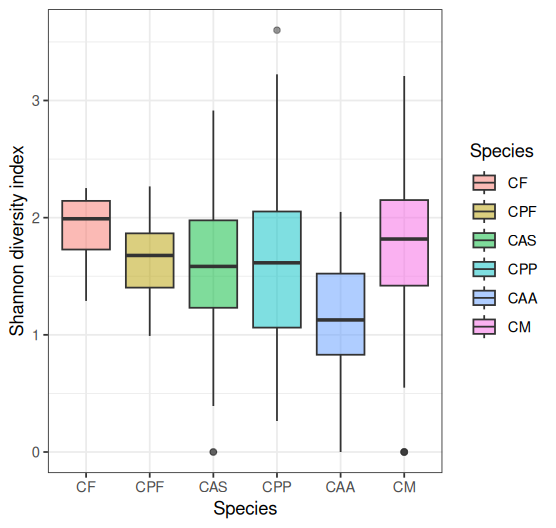 Shannon diversity index
3
2
1
0
CF CPF CAS CPP CAA CM
Species
Species
CF
CPF
CAS
CPP
CAA
CM